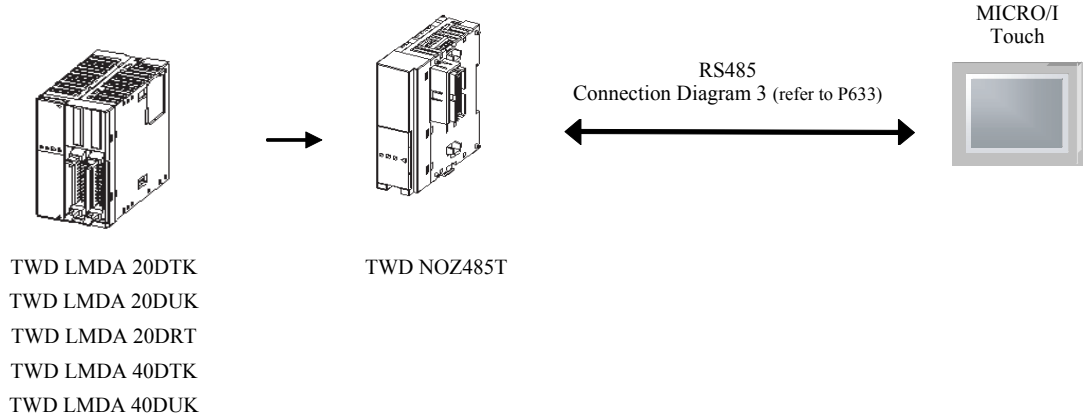 MICRO/I
Touch
RS485
Connection Diagram 3 (refer to P633)
TWD LMDA 20DTK
TWD NOZ485T
TWD LMDA 20DUK
TWD LMDA 20DRT
TWD LMDA 40DTK
TWD LMDA 40DUK